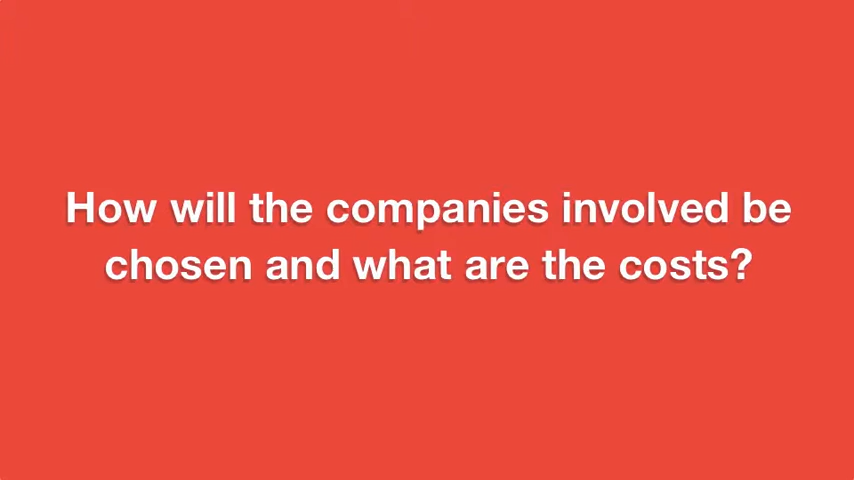 How will the companies involved be
chosen and what are the costs?